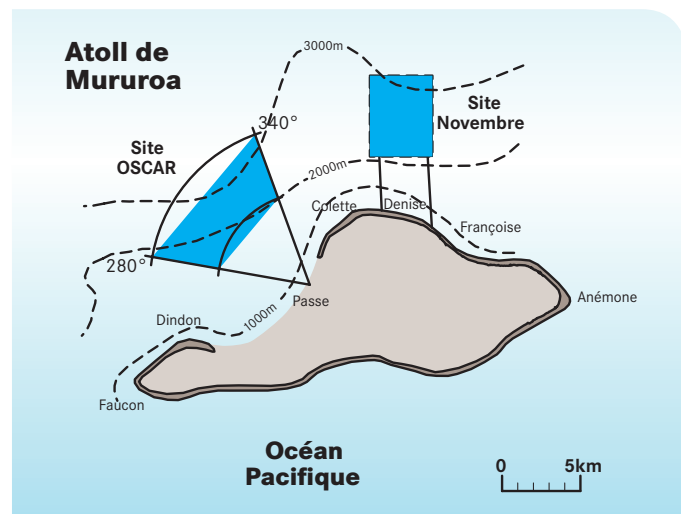 Atoll de
Mururoa
3000m
Site
Novembre
340°
Site
OSCAR
2000m
Colette
Denise
Françoise
280°
Passe
Anémone
1000m
Dindon
Faucon
Océan
Pacifique
0 5km